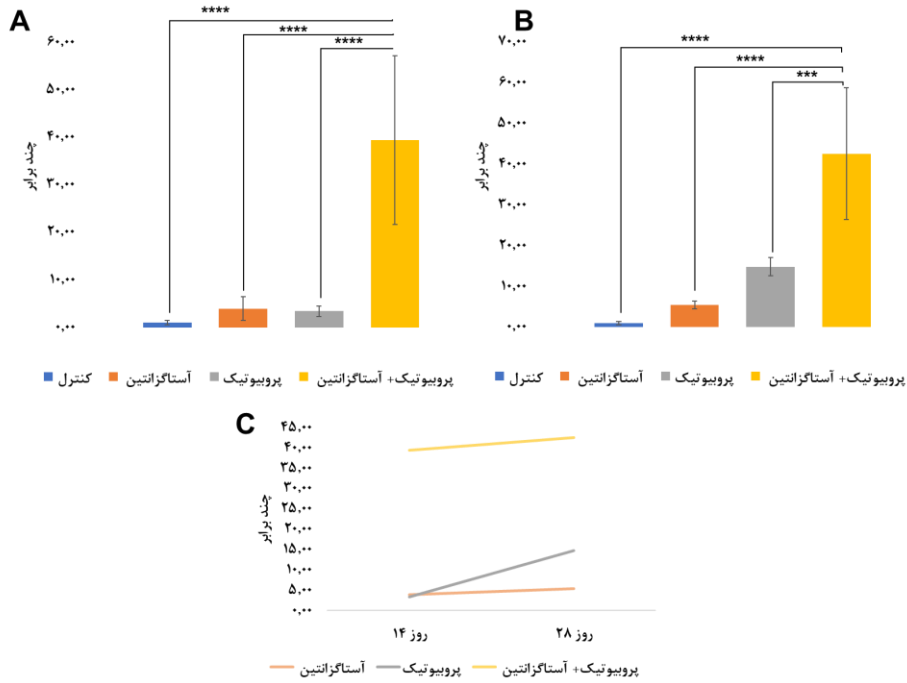 A
****
****
****
۶۰,۰۰
۵۰,۰۰
۴۰,۰۰
۳۰,۰۰
۲۰,۰۰
۱۰,۰۰
۰,۰۰
چند برابر
کنترل
آستاگزانتین
پروبیوتیک
پروبیوتیک+ آستاگزانتین
B
****
****
***
۷۰,۰۰
۶۰,۰۰
۵۰,۰۰
۴۰,۰۰
۳۰,۰۰
۲۰,۰۰
۱۰,۰۰
۰,۰۰
چند برابر
کنترل
آستاگزانتین
پروبیوتیک
پروبیوتیک+ آستاگزانتین
C
۴۵,۰۰
۴۰,۰۰
۳۵,۰۰
۳۰,۰۰
۲۵,۰۰
۲۰,۰۰
۱۵,۰۰
۱۰,۰۰
۵,۰۰
۰,۰۰
چند برابر
روز ۱۴
روز ۲۸
آستاگزانتین
پروبیوتیک
پروبیوتیک+ آستاگزانتین